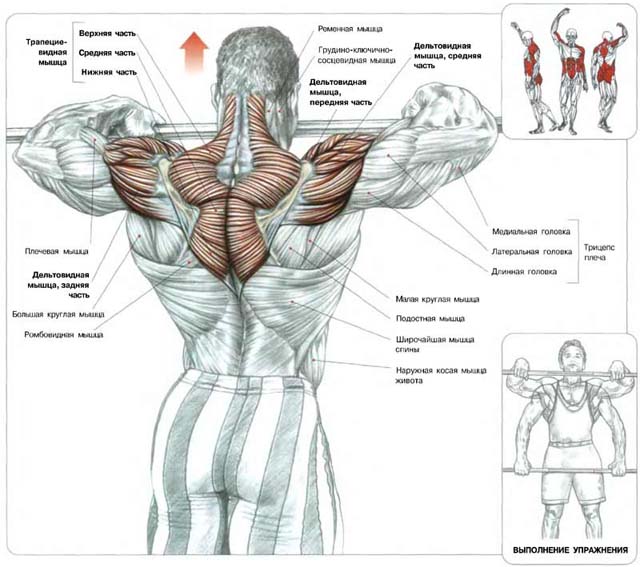 Трапецие-
видная
мышца
Верхняя часть
Средняя часть
Нижняя часть
Ременная мышца
Грудино-ключично-
сосцевидная мышца
Дельтовидная
мышца,
передняя часть
Дельтовидная
мышца, средняя
часть
Плечевая мышца
Дельтовидная
мышца, задняя
часть
Большая круглая мышца
Ромбовидная мышца
Медиальная головка
Латеральная головка
Длинная головка
Трицепс
плеча
Малая круглая мышца
Подостная мышца
Широчайшая мышца
спины
Наружная косая мышца
живота
ВЫПОЛНЕНИЕ УПРАЖНЕНИЯ